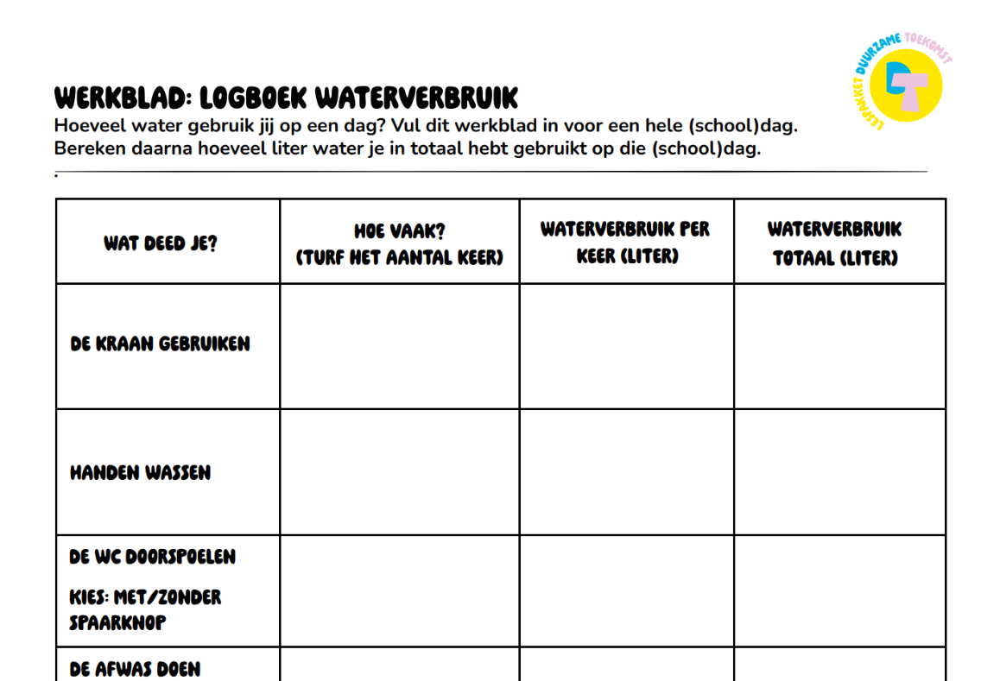 LESPAKKET DUURZAME TOEKOMST
DT
WERKBLAD: LOGBOEK WATERVERBRUIK
Hoeveel water gebruik jij op een dag? Vul dit werkblad in voor een hele (school)dag.
Bereken daarna hoeveel liter water je in totaal hebt gebruikt op die (school)dag.
.
WAT DEED JE?
HOE VAAK?
(TURF HET AANTAL KEER)
WATERVERBRUIK PER
KEER (LITER)
WATERVERBRUIK
TOTAAL (LITER)
DE KRAAN GEBRUIKEN
HANDEN WASSEN
DE WC DOORSPOELEN
KIES: MET/ZONDER
SPAARKNOP
DE AFWAS DOEN